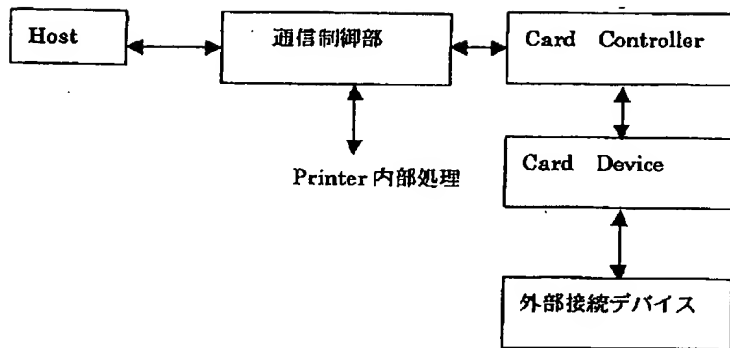 Host
通信制御部
Card Controller
Printer 内部処理
Card Device
外部接続デバイス